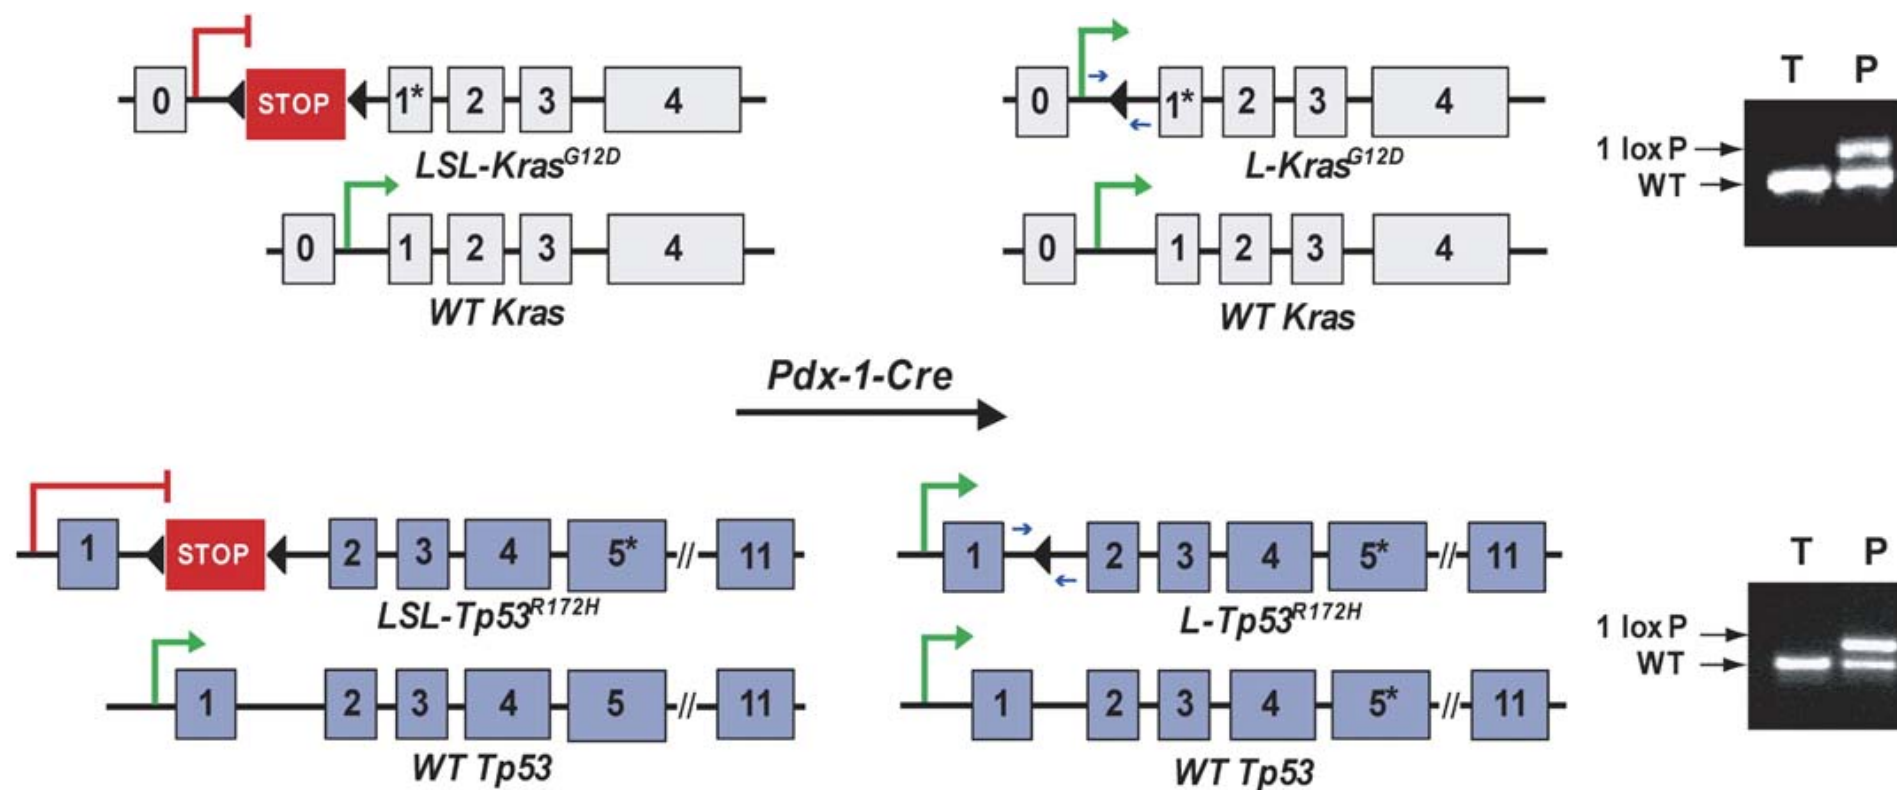 0 STOP 1* 2 3 4
LSL-Kras^G12D
0 1 2 3 4
WT Kras
0 1* 2 3 4
L-Kras^G12D
0 1 2 3 4
WT Kras
T P
1 lox P
WT
Pdx-1-Cre
1 STOP 2 3 4 5* // 11
LSL-Tp53^R172H
1 2 3 4 5 // 11
WT Tp53
1 2 3 4 5* // 11
L-Tp53^R172H
1 2 3 4 5* // 11
WT Tp53
T P
1 lox P
WT